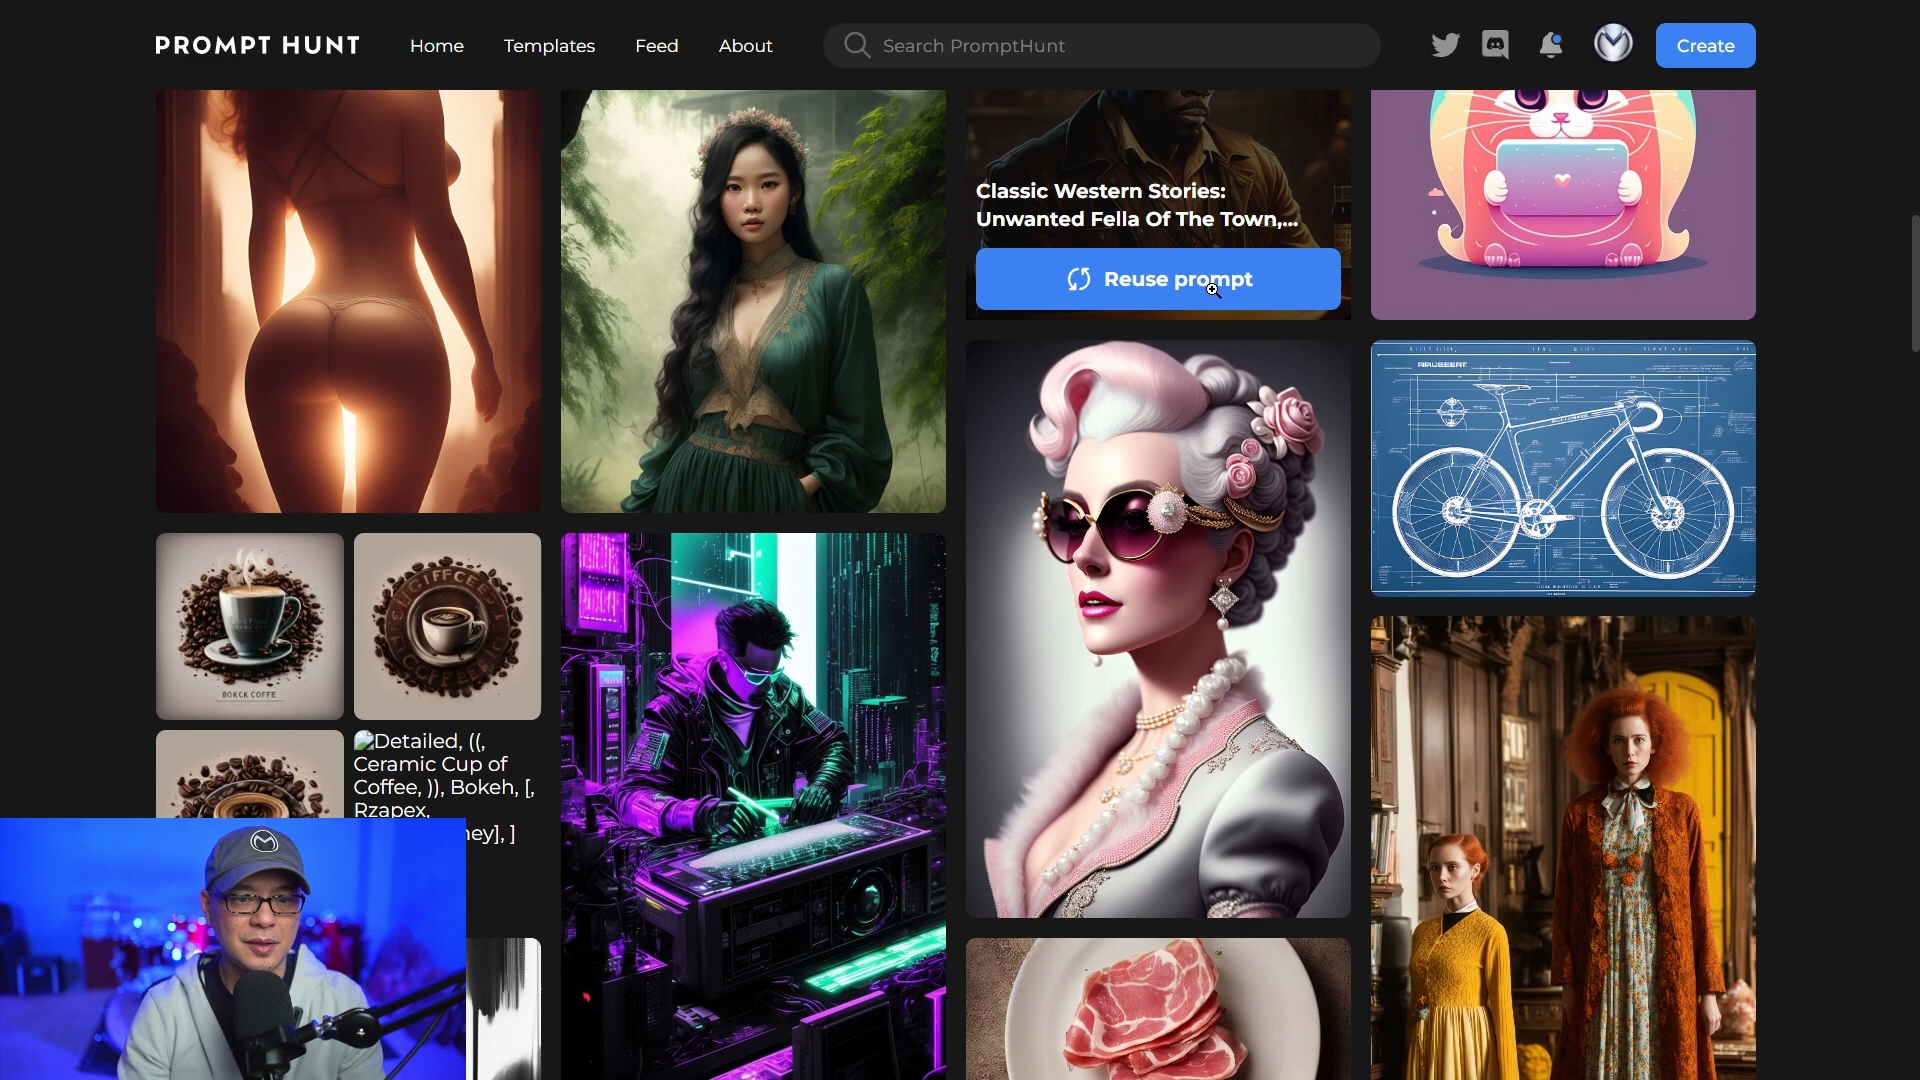 PROMPT HUNT
Home
Templates
Feed
About
Search PromptHunt
Create
Classic Western Stories:
Unwanted Fella Of The Town,...
Reuse prompt
BOKCK COFFE
Detailed, ((,
Ceramic Cup of
Coffee, )), Bokeh, [,
Rzapex,
ney], ]